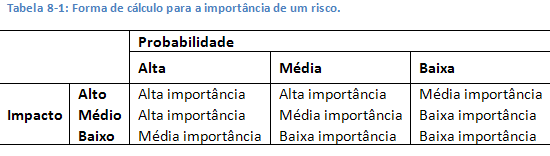 Tabela 8-1: Forma de cálculo para a importância de um risco.
Probabilidade
Alta Média Baixa
Alto Alta importância Alta importância Média importância
Impacto Médio Alta importância Média importância Baixa importância
Baixo Média importância Baixa importância Baixa importância